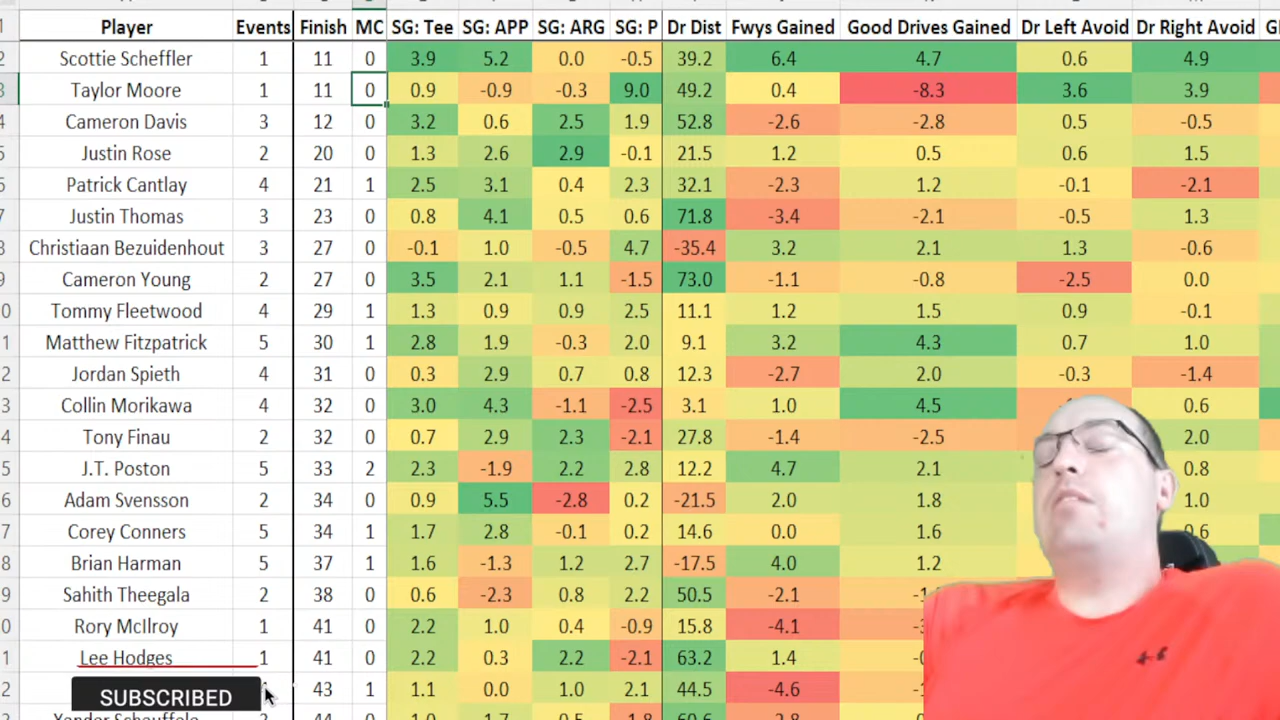 Player Events Finish MC SG: Tee SG: APP SG: ARG SG: P Dr Dist Fwys Gained Good Drives Gained Dr Left Avoid Dr Right Avoid
2 Scottie Scheffler 1 11 0 3.9 5.2 0.0 -0.5 39.2 6.4 4.7 0.6 4.9
3 Taylor Moore 1 11 0 0.9 -0.9 -0.3 9.0 49.2 0.4 -8.3 3.6 3.9
4 Cameron Davis 3 12 0 3.2 0.6 2.5 1.9 52.8 -2.6 -2.8 0.5 -0.5
5 Justin Rose 2 20 0 1.3 2.6 2.9 -0.1 21.5 1.2 0.5 0.6 1.5
6 Patrick Cantlay 4 21 1 2.5 3.1 0.4 2.3 32.1 -2.3 1.2 -0.1 -2.1
7 Justin Thomas 3 23 0 0.8 4.1 0.5 0.6 71.8 -3.4 -2.1 -0.5 1.3
8 Christiaan Bezuidenhout 3 27 0 -0.1 1.0 -0.5 4.7 -35.4 3.2 2.1 1.3 -0.6
9 Cameron Young 2 27 0 3.5 2.1 1.1 -1.5 73.0 -1.1 -0.8 -2.5 0.0
0 Tommy Fleetwood 4 29 1 1.3 0.9 0.9 2.5 11.1 1.2 1.5 0.9 -0.1
1 Matthew Fitzpatrick 5 30 1 2.8 1.9 -0.3 2.0 9.1 3.2 4.3 0.7 1.0
2 Jordan Spieth 4 31 0 0.3 2.9 0.7 0.8 12.3 -2.7 2.0 -0.3 -1.4
3 Collin Morikawa 4 32 0 3.0 4.3 -1.1 -2.5 3.1 1.0 4.5 0.6
4 Tony Finau 2 32 0 0.7 2.9 2.3 -2.1 27.8 -1.4 -2.5 2.0
5 J.T. Poston 5 33 2 2.3 -1.9 2.2 2.8 12.2 4.7 2.1 0.8
6 Adam Svensson 2 34 0 0.9 5.5 -2.8 0.2 -21.5 2.0 1.8 1.0
7 Corey Conners 5 34 1 1.7 2.8 -0.1 0.2 14.6 0.0 1.6 0.6
8 Brian Harman 5 37 1 1.6 -1.3 1.2 2.7 -17.5 4.0 1.2
9 Sahith Theegala 2 38 0 0.6 -2.3 0.8 2.2 50.5 -2.1
0 Rory McIlroy 1 41 0 2.2 1.0 0.4 -0.9 15.8 -4.1
1 Lee Hodges 1 41 0 2.2 0.3 2.2 -2.1 63.2 1.4
2 SUBSCRIBED 43 1 1.1 0.0 1.0 2.1 44.5 -4.6